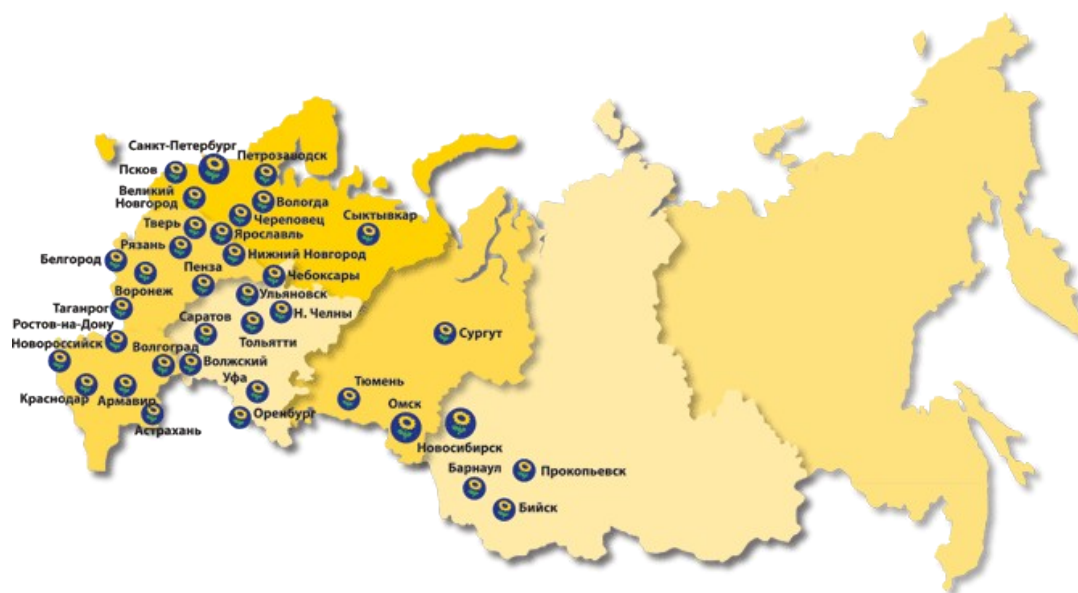 Санкт-Петербург
Петрозаводск
Псков
Великий
Новгород
Вологда
Череповец
Сыктывкар
Тверь
Ярославль
Рязань
Нижний Новгород
Белгород
Пенза
Чебоксары
Воронеж
Ульяновск
Таганрог
Н. Челны
Саратов
Ростов-на-Дону
Тольятти
Сургут
Новороссийск
Волгоград
Волжский
Уфа
Тюмень
Краснодар
Армавир
Омск
Оренбург
Астрахань
Новосибирск
Барнаул
Прокопьевск
Бийск